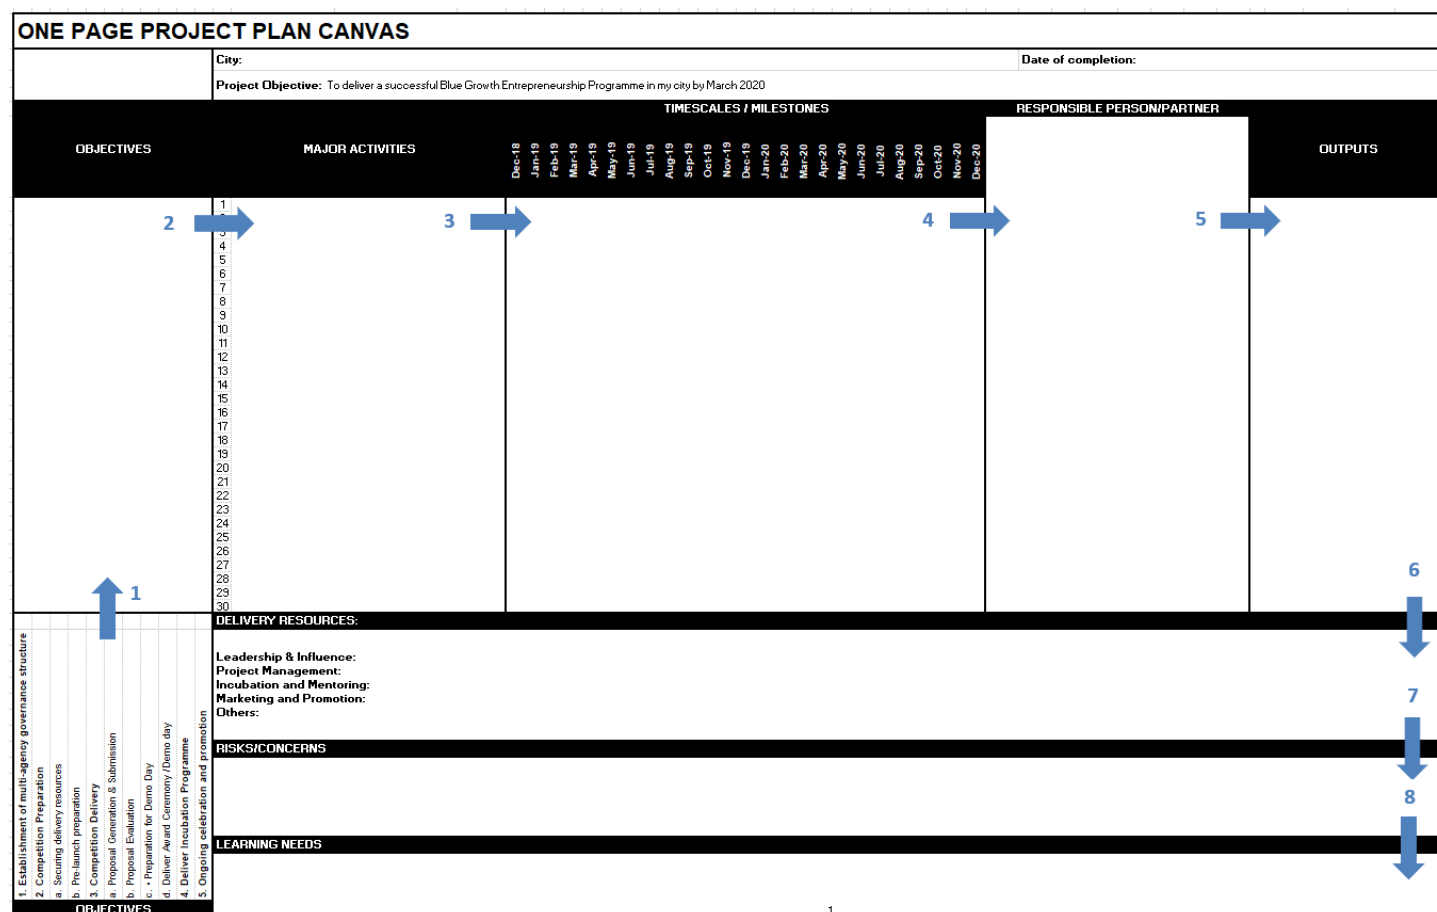 ONE PAGE PROJECT PLAN CANVAS
City:
Date of completion:
Project Objective: To deliver a successful Blue Growth Entrepreneurship Programme in my city by March 2020
TIMESCALES / MILESTONES
RESPONSIBLE PERSON/PARTNER
OBJECTIVES
MAJOR ACTIVITIES
Dec-18
Jan-19
Feb-19
Mar-19
Apr-19
May-19
Jun-19
Jul-19
Aug-19
Sep-19
Oct-19
Nov-19
Dec-19
Jan-20
Feb-20
Mar-20
Apr-20
May-20
Jun-20
Jul-20
Aug-20
Sep-20
Oct-20
Nov-20
Dec-20
OUTPUTS
2
3
4
5
1
3
4
5
6
7
8
9
10
11
12
13
14
15
16
17
18
19
20
21
22
23
24
25
26
27
28
29
30
1
6
DELIVERY RESOURCES:
Leadership & Influence:
Project Management:
Incubation and Mentoring:
Marketing and Promotion:
Others:
7
RISKS/CONCERNS
8
LEARNING NEEDS
1. Establishment of multi-agency governance structure
2. Competition Preparation
a. Securing delivery resources
b. Pre-launch preparation
3. Competition Delivery
a. Proposal Generation & Submission
b. Proposal Evaluation
c. • Preparation for Demo Day
d. Deliver Award Ceremony /Demo day
4. Deliver Incubation Programme
5. Ongoing celebration and promotion
OBJECTIVES
1